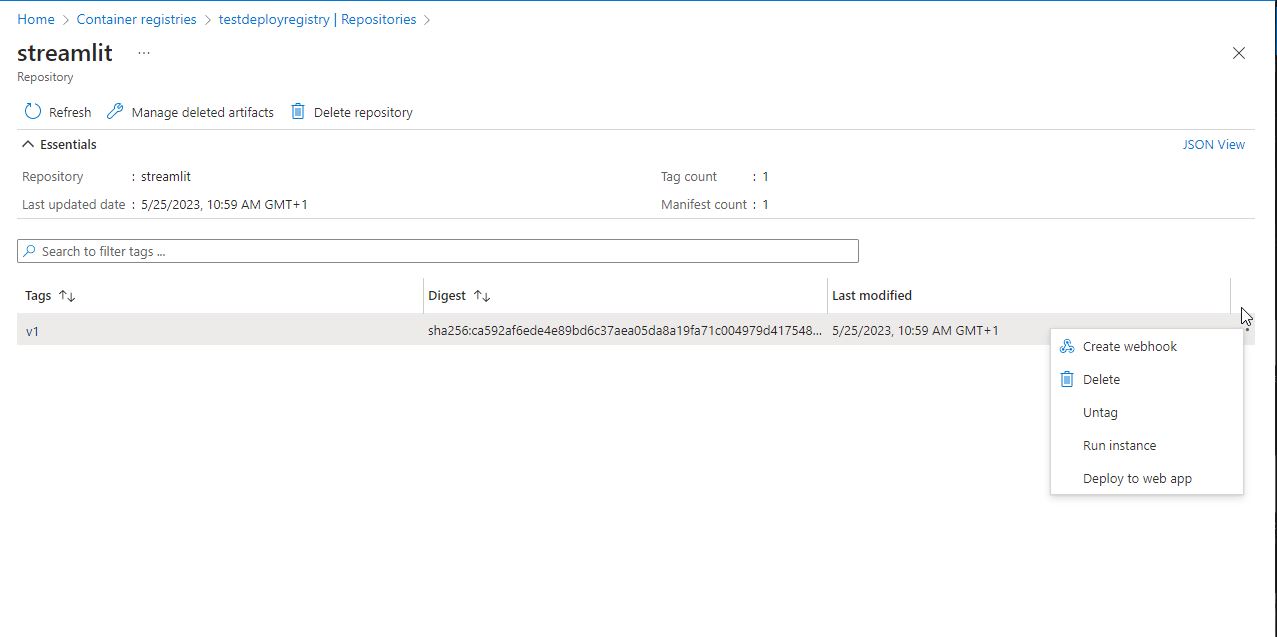 Home > Container registries > testdeployregistry | Repositories >
streamlit ...
Repository
Refresh Manage deleted artifacts Delete repository
Essentials JSON View
Repository : streamlit Tag count : 1
Last updated date : 5/25/2023, 10:59 AM GMT+1 Manifest count : 1
Search to filter tags ...
Tags ↑↓ Digest ↑↓ Last modified
v1 sha256:ca592af6ede4e89bd6c37aea05da8a19fa71c004979d417548... 5/25/2023, 10:59 AM GMT+1
Create webhook
Delete
Untag
Run instance
Deploy to web app